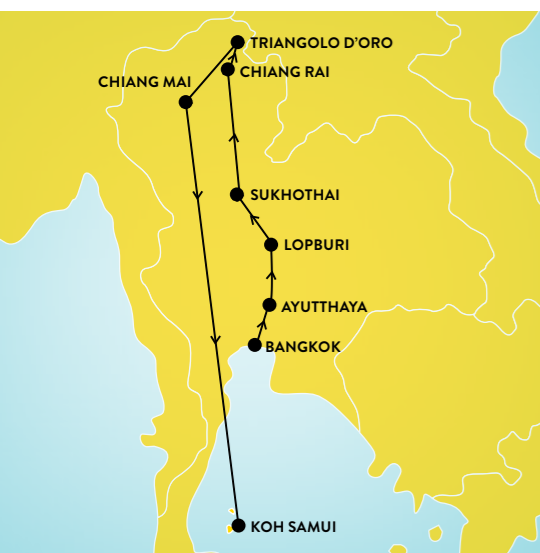 TRIANGOLO D'ORO
CHIANG RAI
CHIANG MAI
SUKHOTHAI
LOPBURI
AYUTTHAYA
BANGKOK
KOH SAMUI